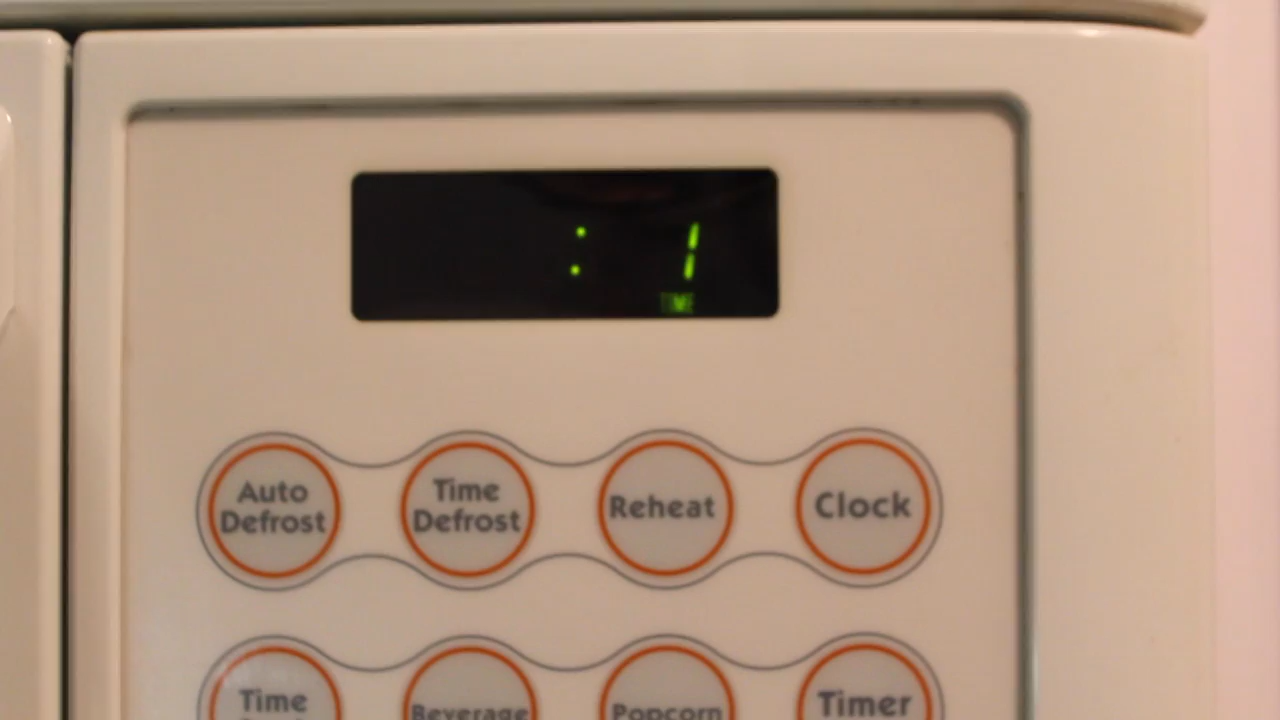 : 1
TIME
Auto Defrost
Time Defrost
Reheat
Clock
Time
Beverage
Popcorn
Timer